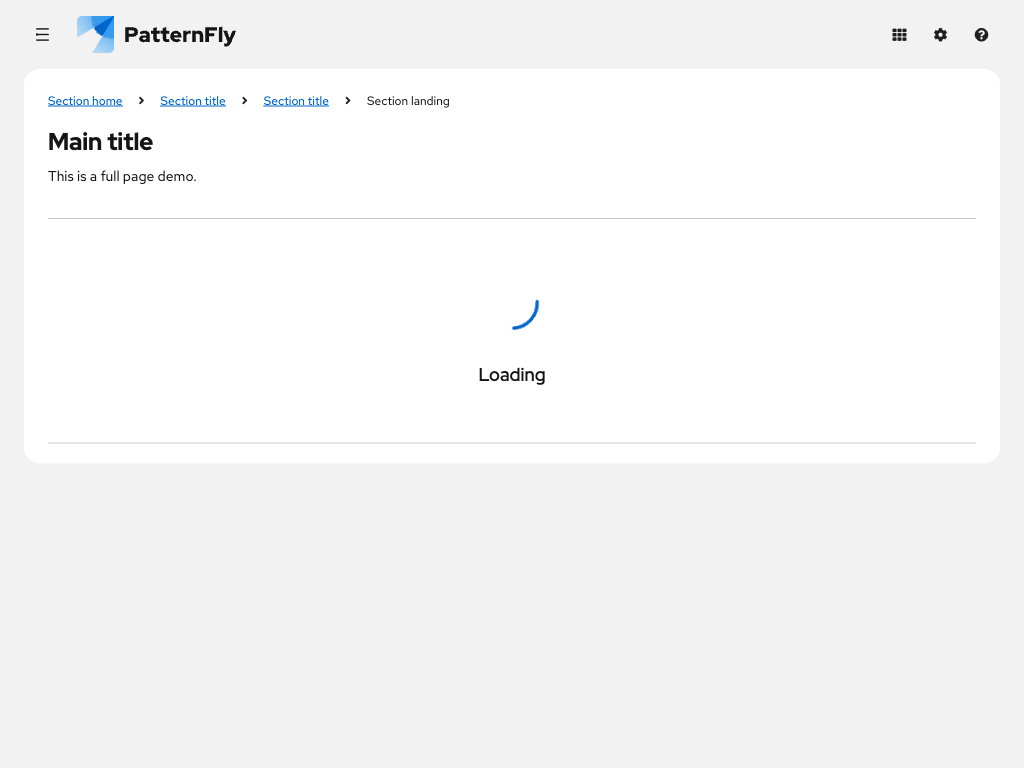 PatternFly
Section home Section title Section title Section landing
Main title
This is a full page demo.
Loading